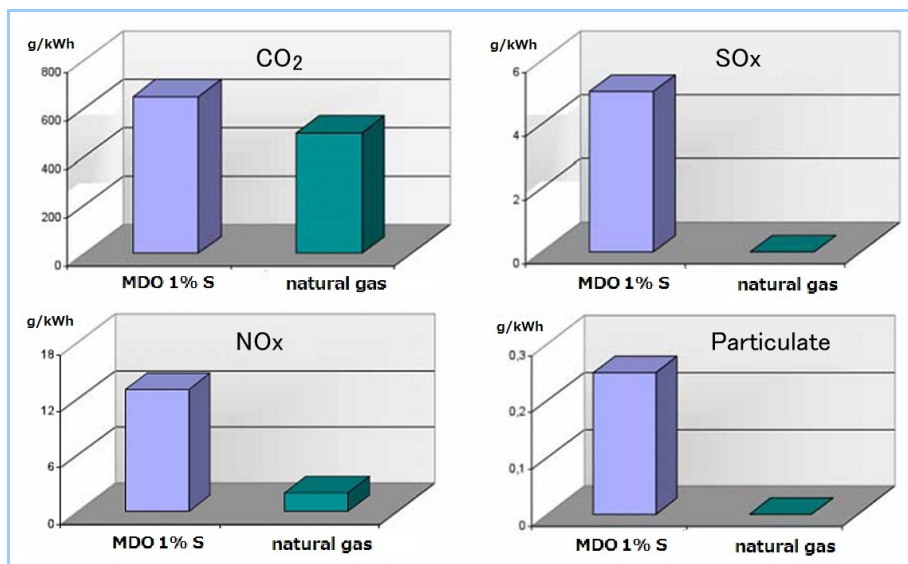 g/kWh
CO₂
800
600
400
200
0
MDO 1% S
natural gas
g/kWh
SOx
6
4
2
0
MDO 1% S
natural gas
g/kWh
NOx
18
12
6
0
MDO 1% S
natural gas
g/kWh
Particulate
0,3
0,2
0,1
0
MDO 1% S
natural gas